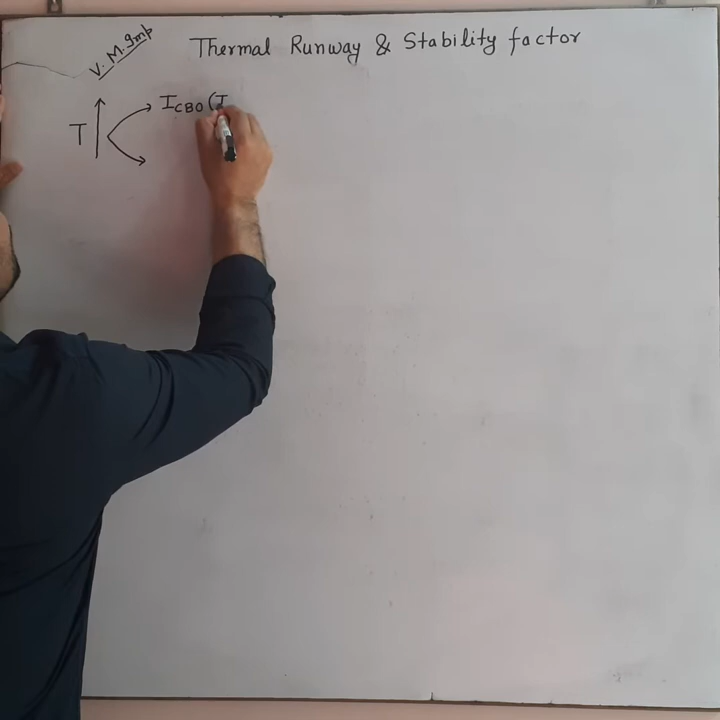 V. M. Imp
Thermal Runway & Stability factor
T ICBO (I